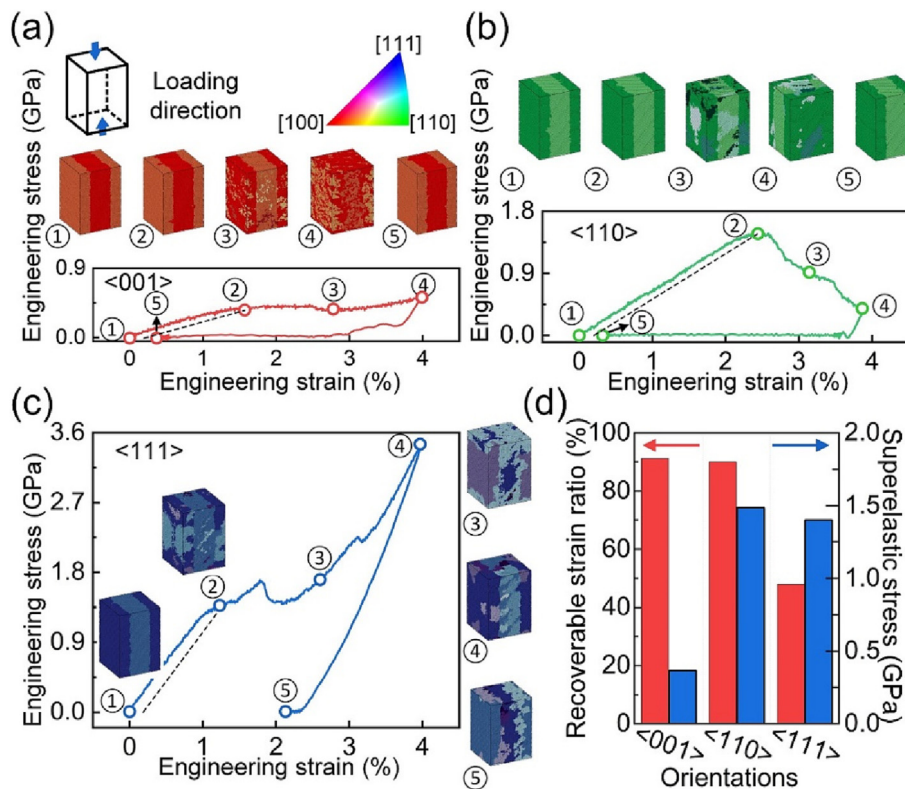 (a)
Loading
direction
[111]
[100]
[110]
① ② ③ ④ ⑤
Engineering stress (GPa)
0.9
0.0
<001>
① ⑤ ② ③ ④
0 1 2 3 4
Engineering strain (%)
(b)
① ② ③ ④ ⑤
Engineering stress (GPa)
1.8
0.9
0.0
<110>
① ⑤ ② ③ ④
0 1 2 3 4
Engineering strain (%)
(c)
Engineering stress (GPa)
3.6
2.7
1.8
0.9
0.0
<111>
① ② ③ ④ ⑤
0 1 2 3 4
Engineering strain (%)
③
④
⑤
(d)
Recoverable strain ratio (%)
100
80
60
40
20
0
Superelastic stress (GPa)
2.0
1.5
1.0
0.5
0.0
<001> <110> <111>
Orientations